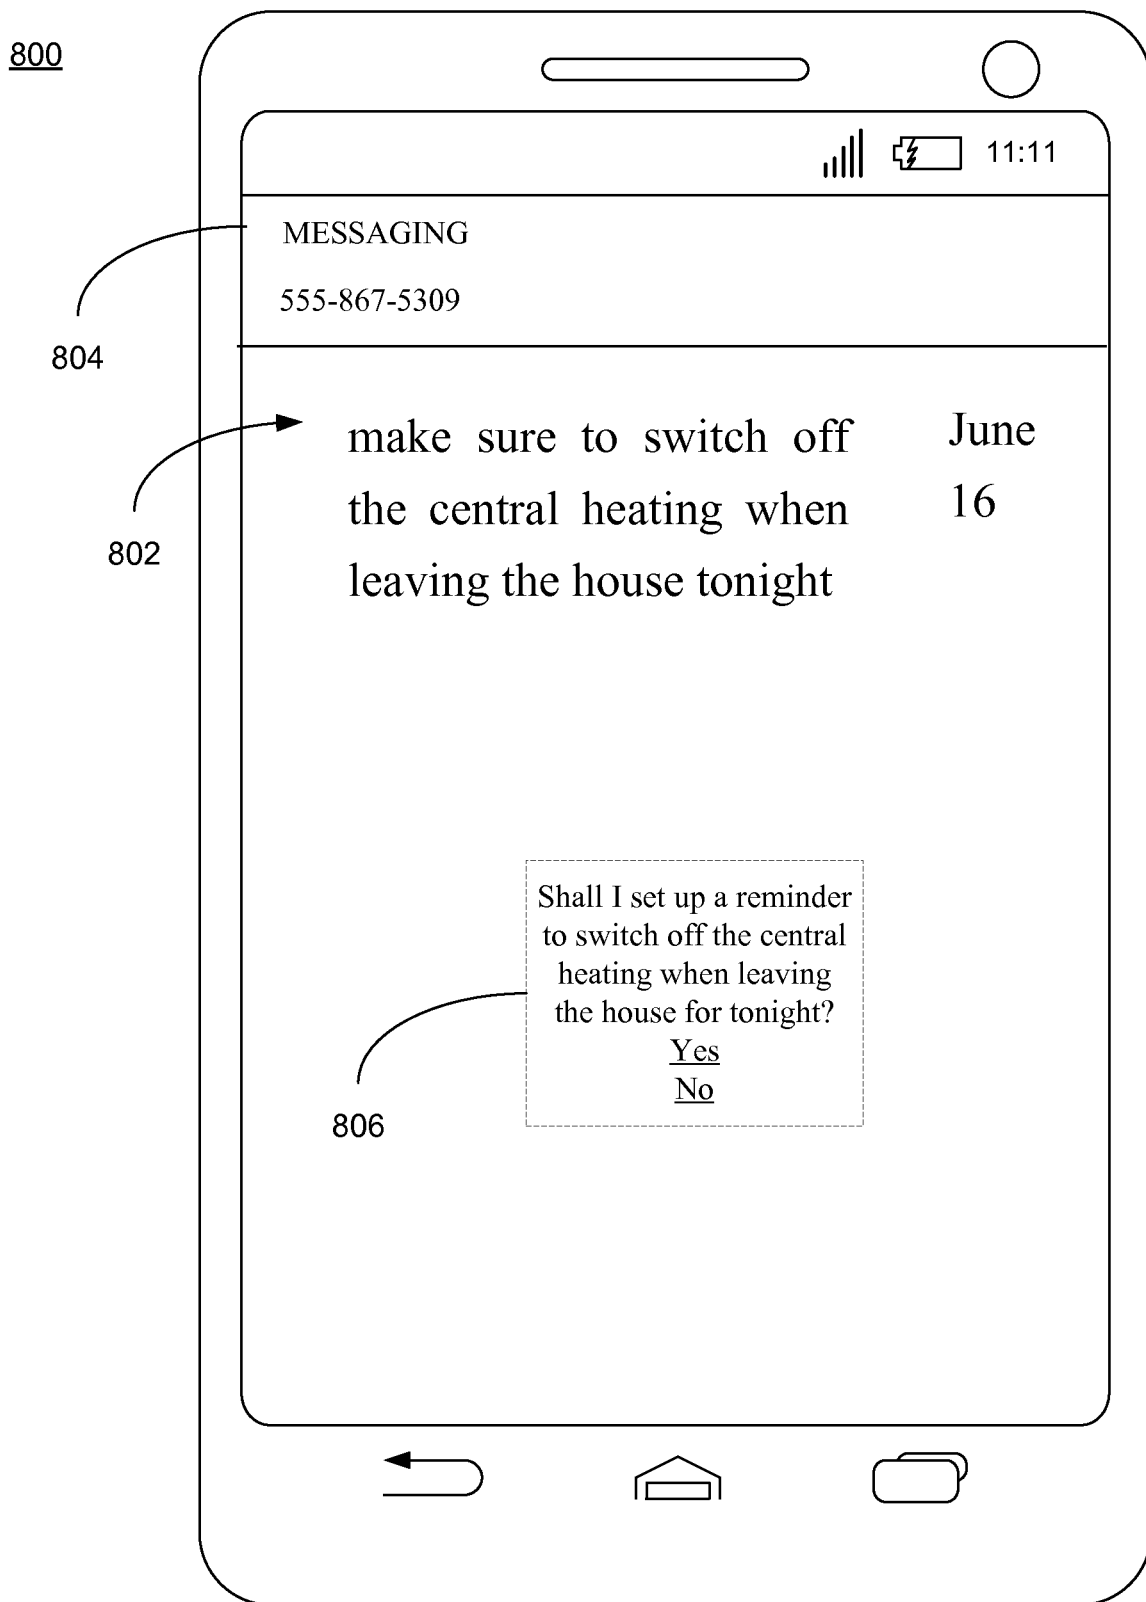 800
11:11
MESSAGING
555-867-5309
804
make sure to switch off
the central heating when
leaving the house tonight
June
16
802
Shall I set up a reminder
to switch off the central
heating when leaving
the house for tonight?
Yes
No
806